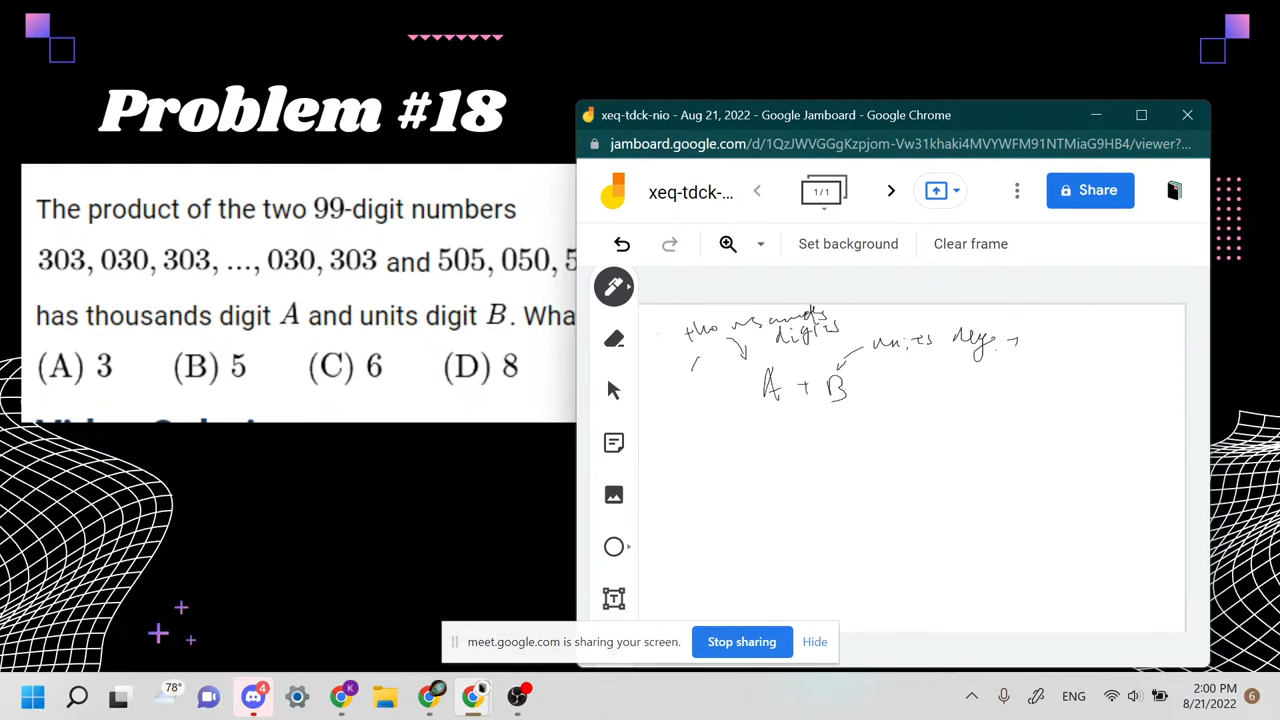 Problem #18
The product of the two 99-digit numbers
303, 030, 303, ..., 030, 303 and 505, 050, 5
has thousands digit A and units digit B. Wha
(A) 3 (B) 5 (C) 6 (D) 8
xeq-tdck-nio - Aug 21, 2022 - Google Jamboard - Google Chrome
jamboard.google.com/d/1QzJWVGGgKzpjom-Vw31khaki4MVYWFM91NTMiaG9HB4/viewer?...
xeq-tdck-...
1/1
Share
Set background
Clear frame
thousands
digits
units
A + B
meet.google.com is sharing your screen.
Stop sharing
Hide
78°
4
K
ENG
2:00 PM
8/21/2022
6